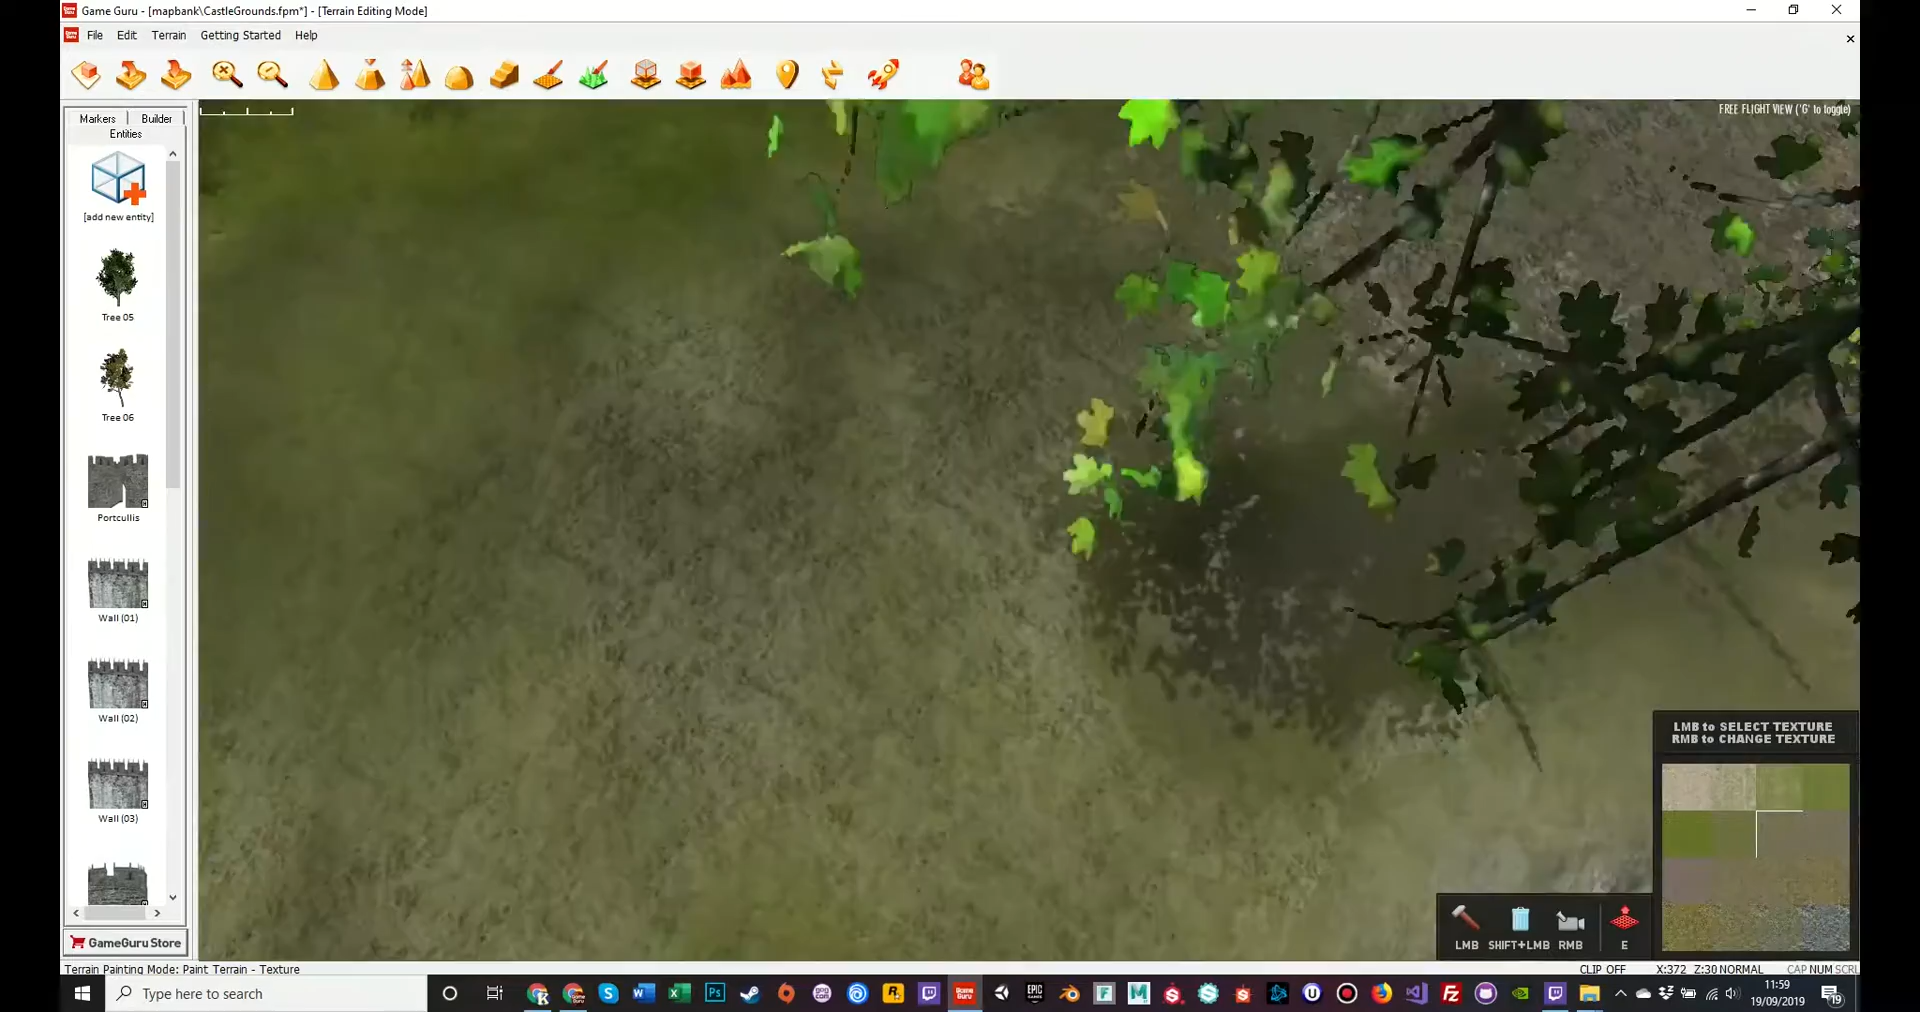 Game Guru - [mapbank\CastleGrounds.fpm*] - [Terrain Editing Mode]
File Edit Terrain Getting Started Help
Markers Builder
Entities
[add new entity]
Tree 05
Tree 06
Portcullis
Wall (01)
Wall (02)
Wall (03)
GameGuru Store
FREE FLIGHT VIEW ('G' to toggle)
LMB to SELECT TEXTURE
RMB to CHANGE TEXTURE
LMB SHIFT+LMB RMB E
Terrain Painting Mode: Paint Terrain - Texture
CLIP OFF X:372 Z:30 NORMAL CAP NUM SCRL
Type here to search
11:59
19/09/2019
19